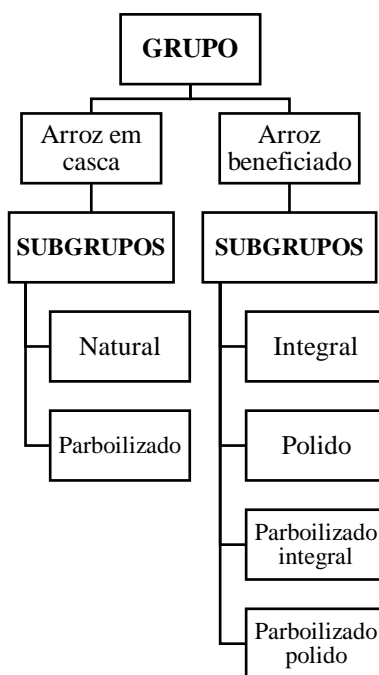 GRUPO
Arroz em
casca
Arroz
beneficiado
SUBGRUPOS
SUBGRUPOS
Natural
Integral
Parboilizado
Polido
Parboilizado
integral
Parboilizado
polido